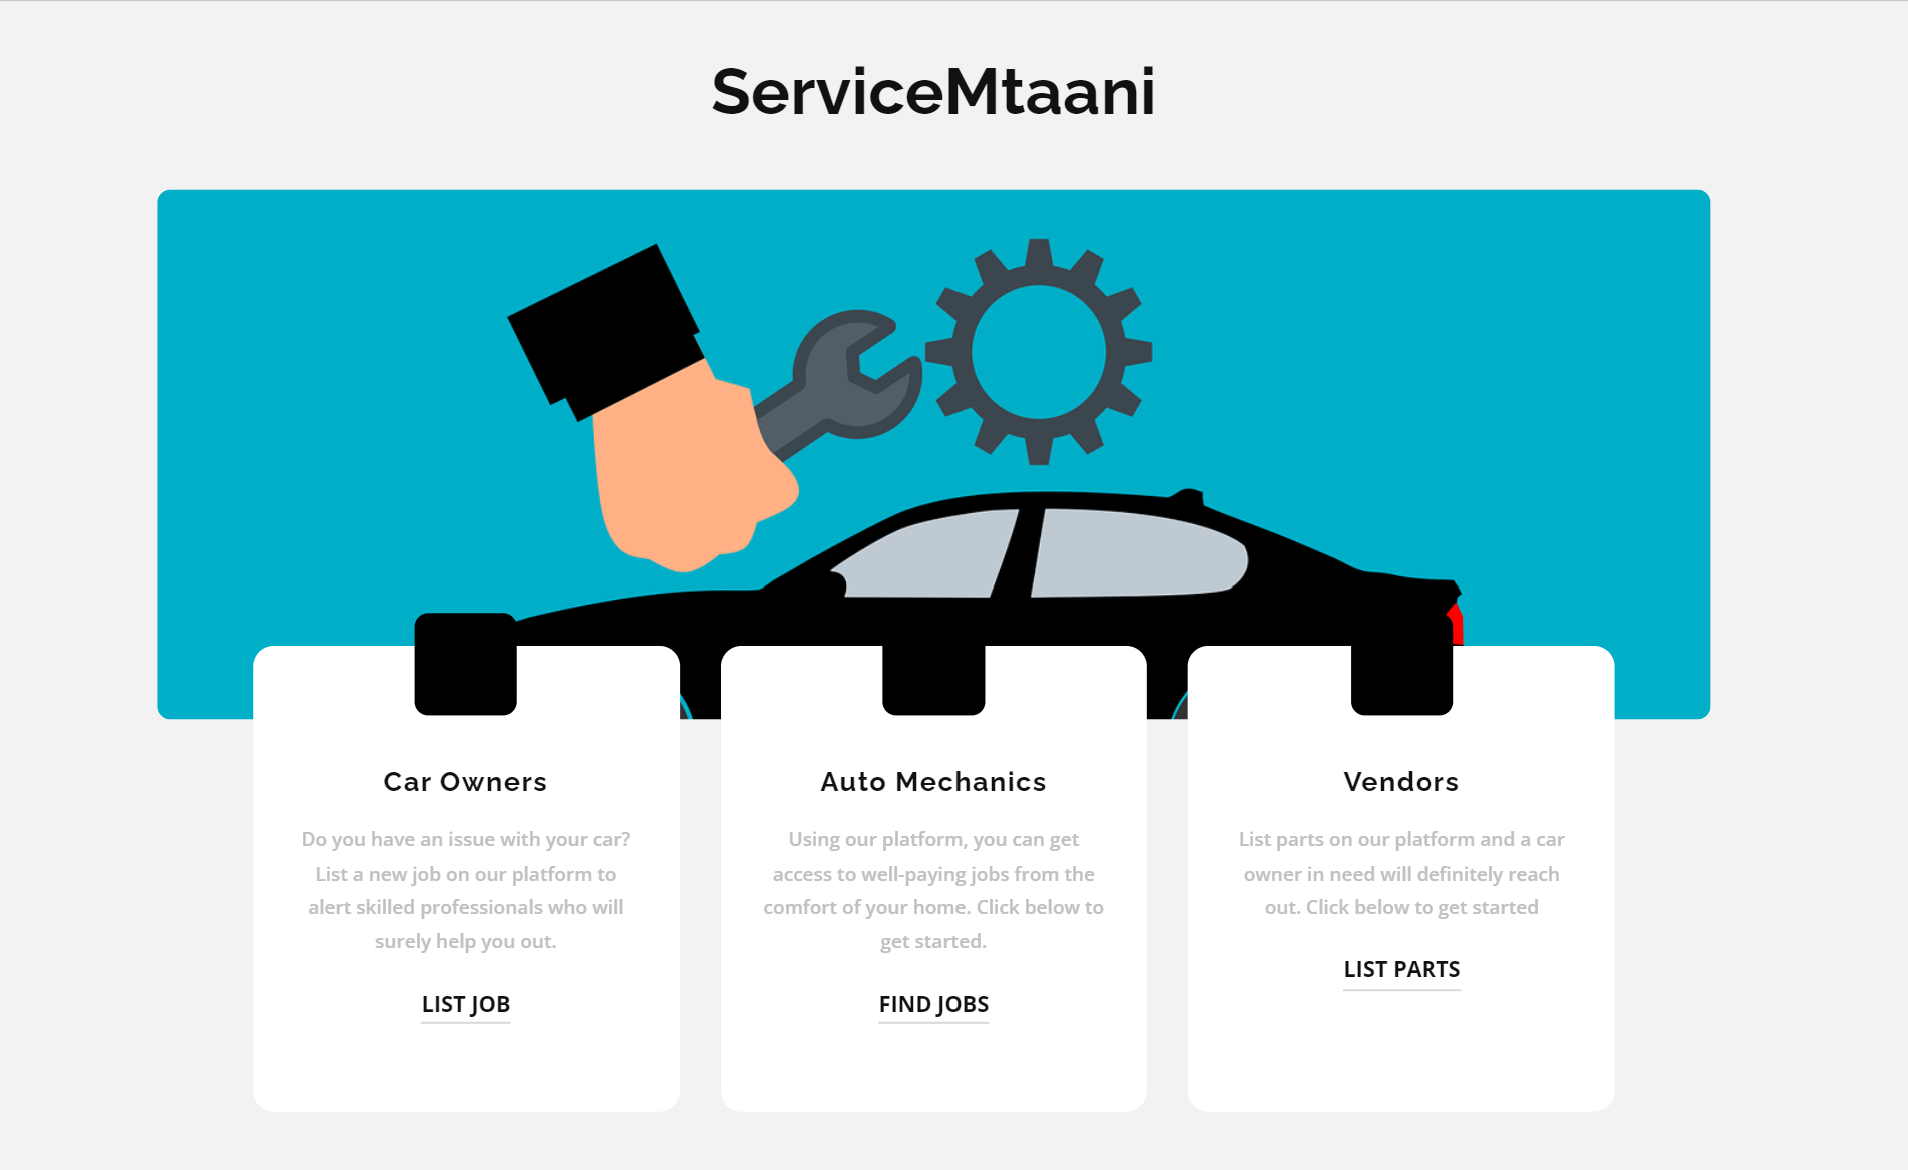 ServiceMtaani
Car Owners
Do you have an issue with your car?
List a new job on our platform to
alert skilled professionals who will
surely help you out.
LIST JOB
Auto Mechanics
Using our platform, you can get
access to well-paying jobs from the
comfort of your home. Click below to
get started.
FIND JOBS
Vendors
List parts on our platform and a car
owner in need will definitely reach
out. Click below to get started
LIST PARTS